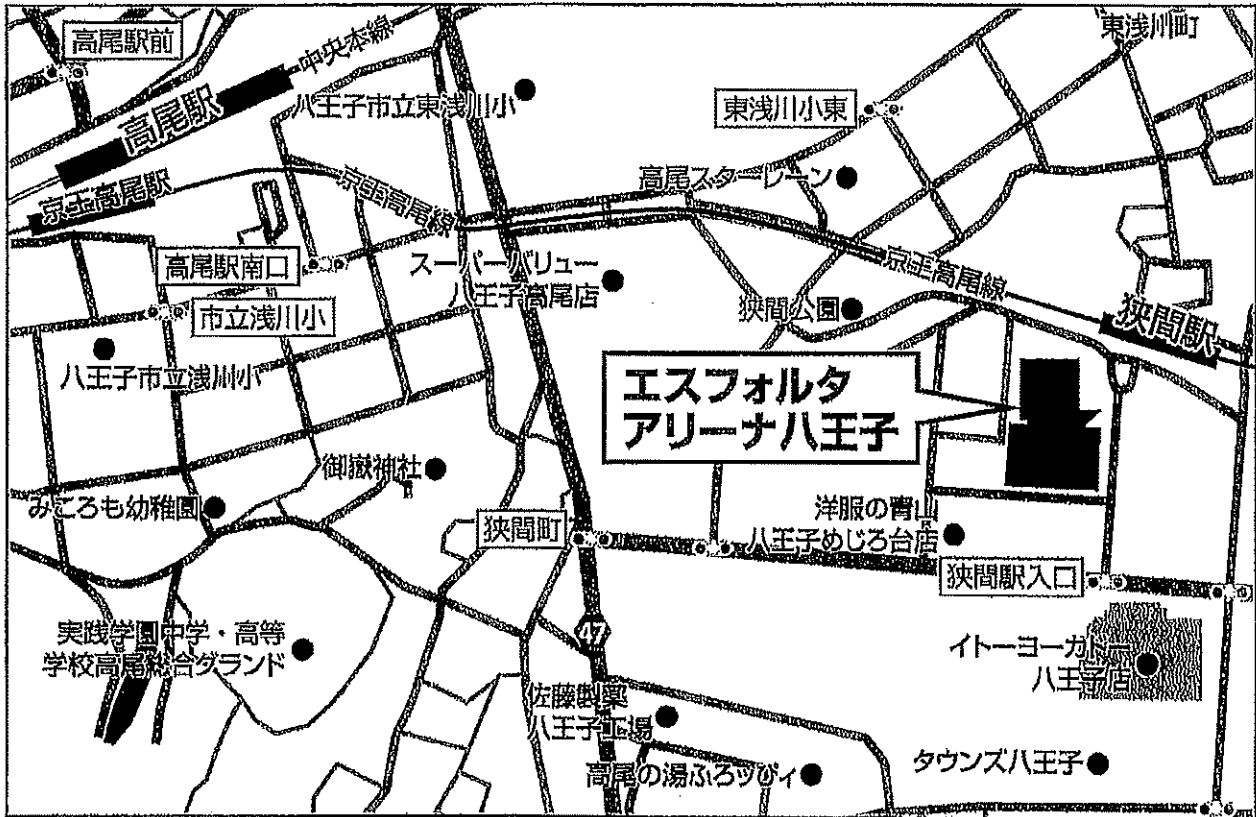 高尾駅前
中央本線
東浅川町
高尾駅
八王子市立東浅川小
東浅川小東
京王高尾駅
京王高尾線
高尾スターレーン
高尾駅南口
スーパーバリュー
八王子高尾店
京王高尾線
市立浅川小
狭間公園
狭間駅
八王子市立浅川小
エスフォルタ
アリーナ八王子
御嶽神社
みころも幼稚園
狭間町
洋服の青山
八王子めじろ台店
狭間駅入口
47
実践学園中学・高等
学校高尾総合グランド
イトーヨーカドー
八王子店
佐藤製薬
八王子工場
高尾の湯ふろッぴィ
タウンズ八王子